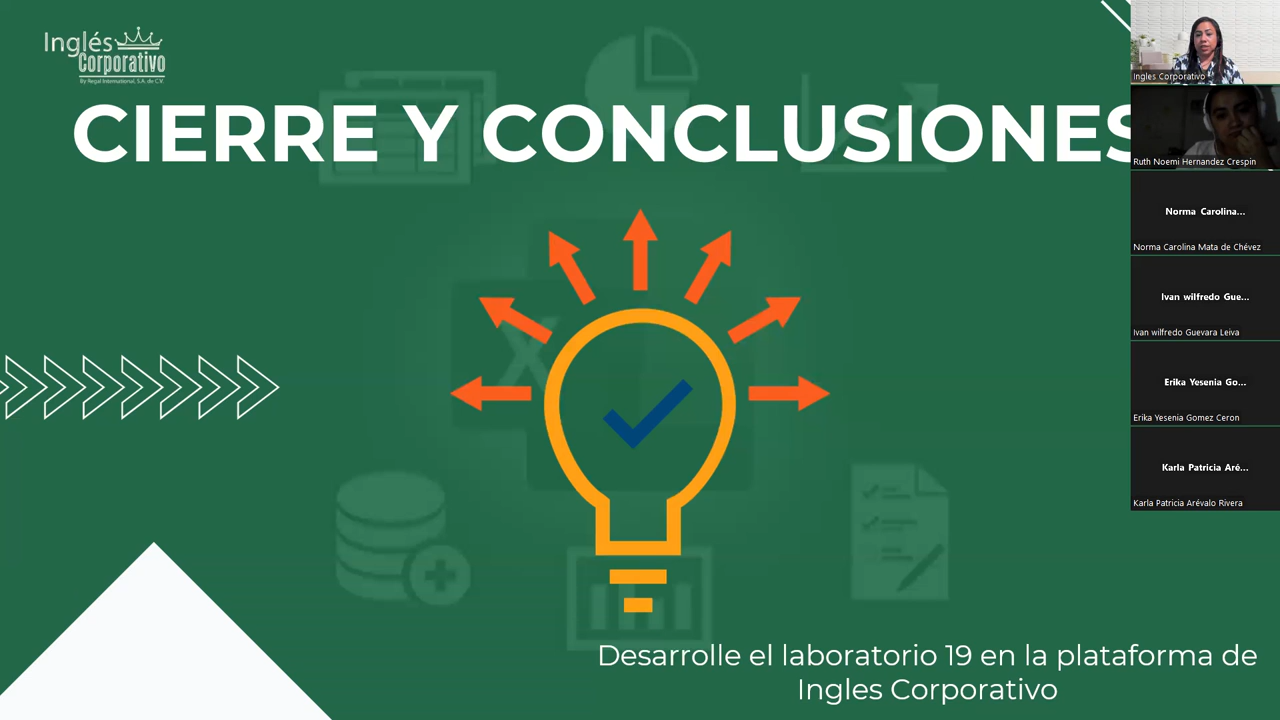 Inglés
Corporativo
By Regal International, S.A. de C.V.
CIERRE Y CONCLUSIONES
X
Desarrolle el laboratorio 19 en la plataforma de
Ingles Corporativo
Ingles Corporativo
Ruth Noemi Hernandez Crespin
Norma Carolina...
Norma Carolina Mata de Chévez
Ivan wilfredo Gue...
Ivan wilfredo Guevara Leiva
Erika Yesenia Go...
Erika Yesenia Gomez Ceron
Karla Patricia Aré...
Karla Patricia Arévalo Rivera